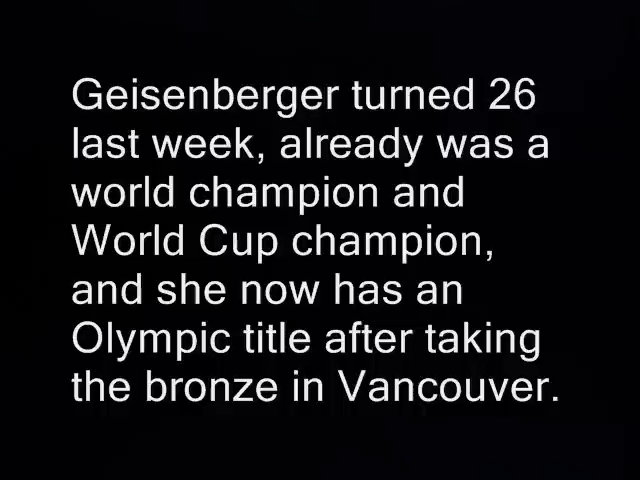 Geisenberger turned 26
last week, already was a
world champion and
World Cup champion,
and she now has an
Olympic title after taking
the bronze in Vancouver.